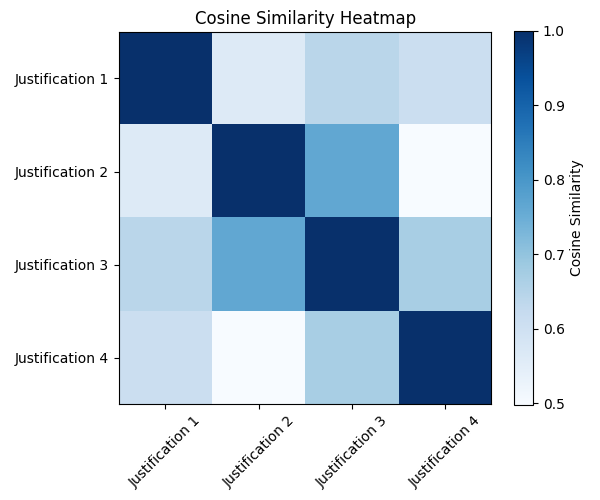 Cosine Similarity Heatmap
Justification 1
Justification 2
Justification 3
Justification 4
Justification 1
Justification 2
Justification 3
Justification 4
1.0
0.9
0.8
0.7
0.6
0.5
Cosine Similarity